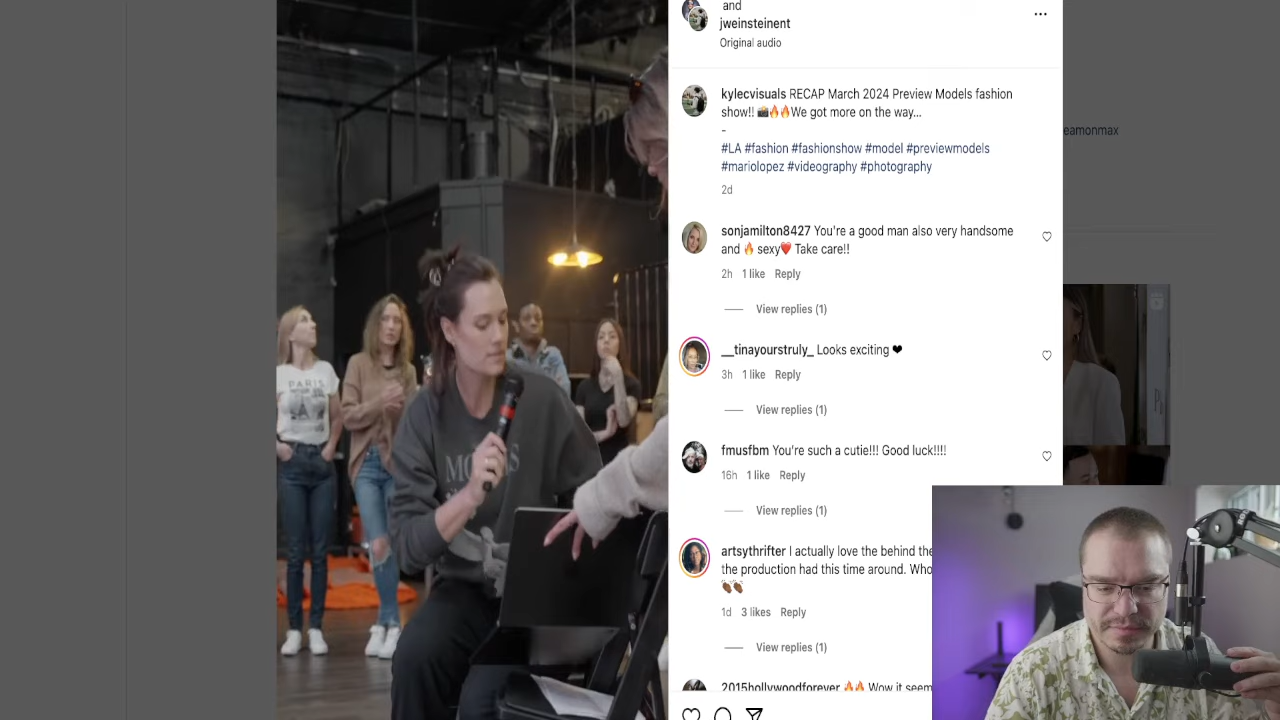 and
jweinsteinent
Original audio
kylecvisuals RECAP March 2024 Preview Models fashion
show!! 📸🔥🔥We got more on the way...
-
#LA #fashion #fashionshow #model #previewmodels
#mariolopez #videography #photography
2d
sonjamilton8427 You're a good man also very handsome
and 🔥 sexy❤️ Take care!!
2h 1 like Reply
View replies (1)
__tinayourstruly_ Looks exciting ❤
3h 1 like Reply
View replies (1)
fmusfbm You're such a cutie!!! Good luck!!!!
16h 1 like Reply
View replies (1)
artsythrifter I actually love the behind the
the production had this time around. Who
👏🏾👏🏾
1d 3 likes Reply
View replies (1)
2015hollywoodforever 🔥🔥 Wow it seem
eamonmax
PARIS